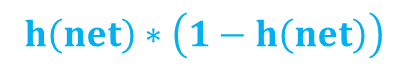 h(net) ∗ (1 − h(net))